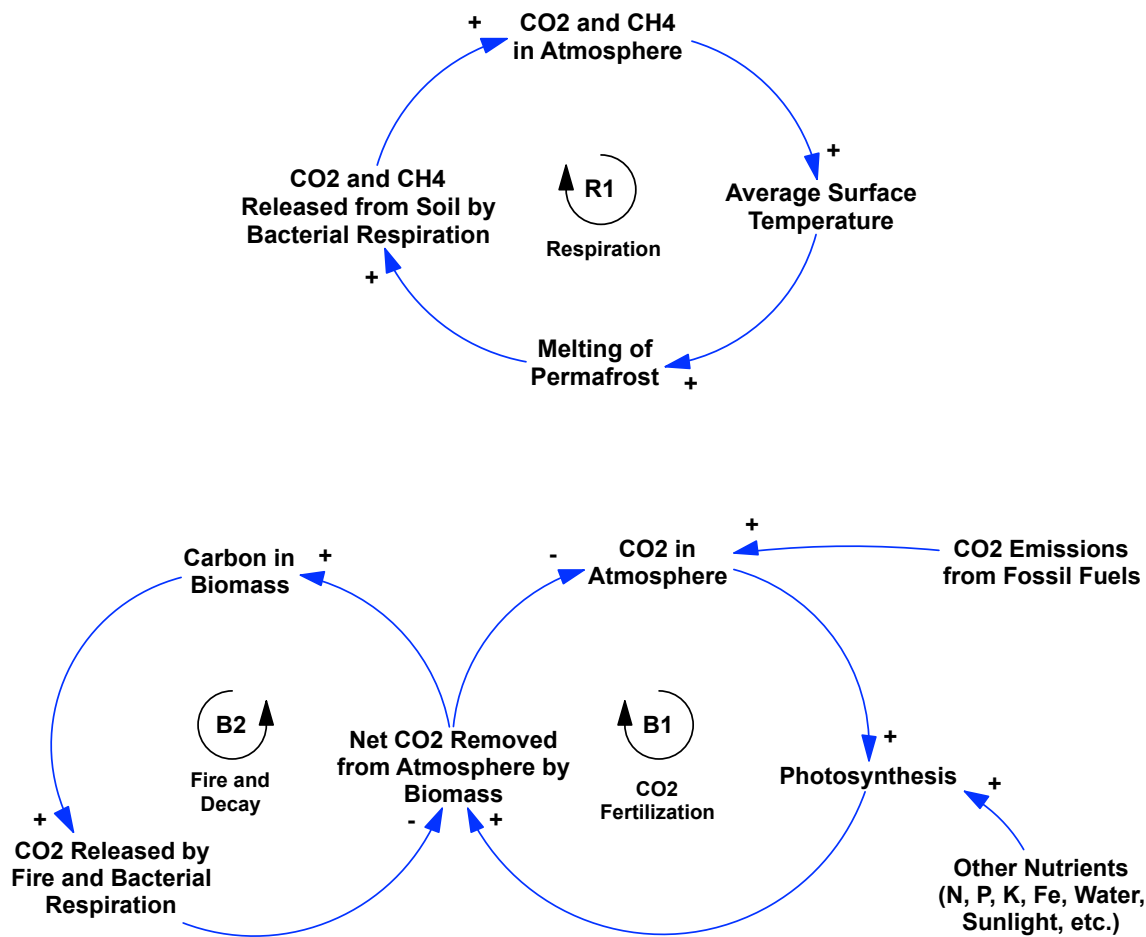 +
CO2 and CH4
in Atmosphere
+
CO2 and CH4
Released from Soil by
Bacterial Respiration
R1
Respiration
Average Surface
Temperature
+
Melting of
Permafrost
+
Carbon in
Biomass
+
-
CO2 in
Atmosphere
+
CO2 Emissions
from Fossil Fuels
B2
Fire and
Decay
Net CO2 Removed
from Atmosphere by
Biomass
B1
CO2
Fertilization
+
Photosynthesis
+
+
CO2 Released by
Fire and Bacterial
Respiration
-
+
Other Nutrients
(N, P, K, Fe, Water,
Sunlight, etc.)